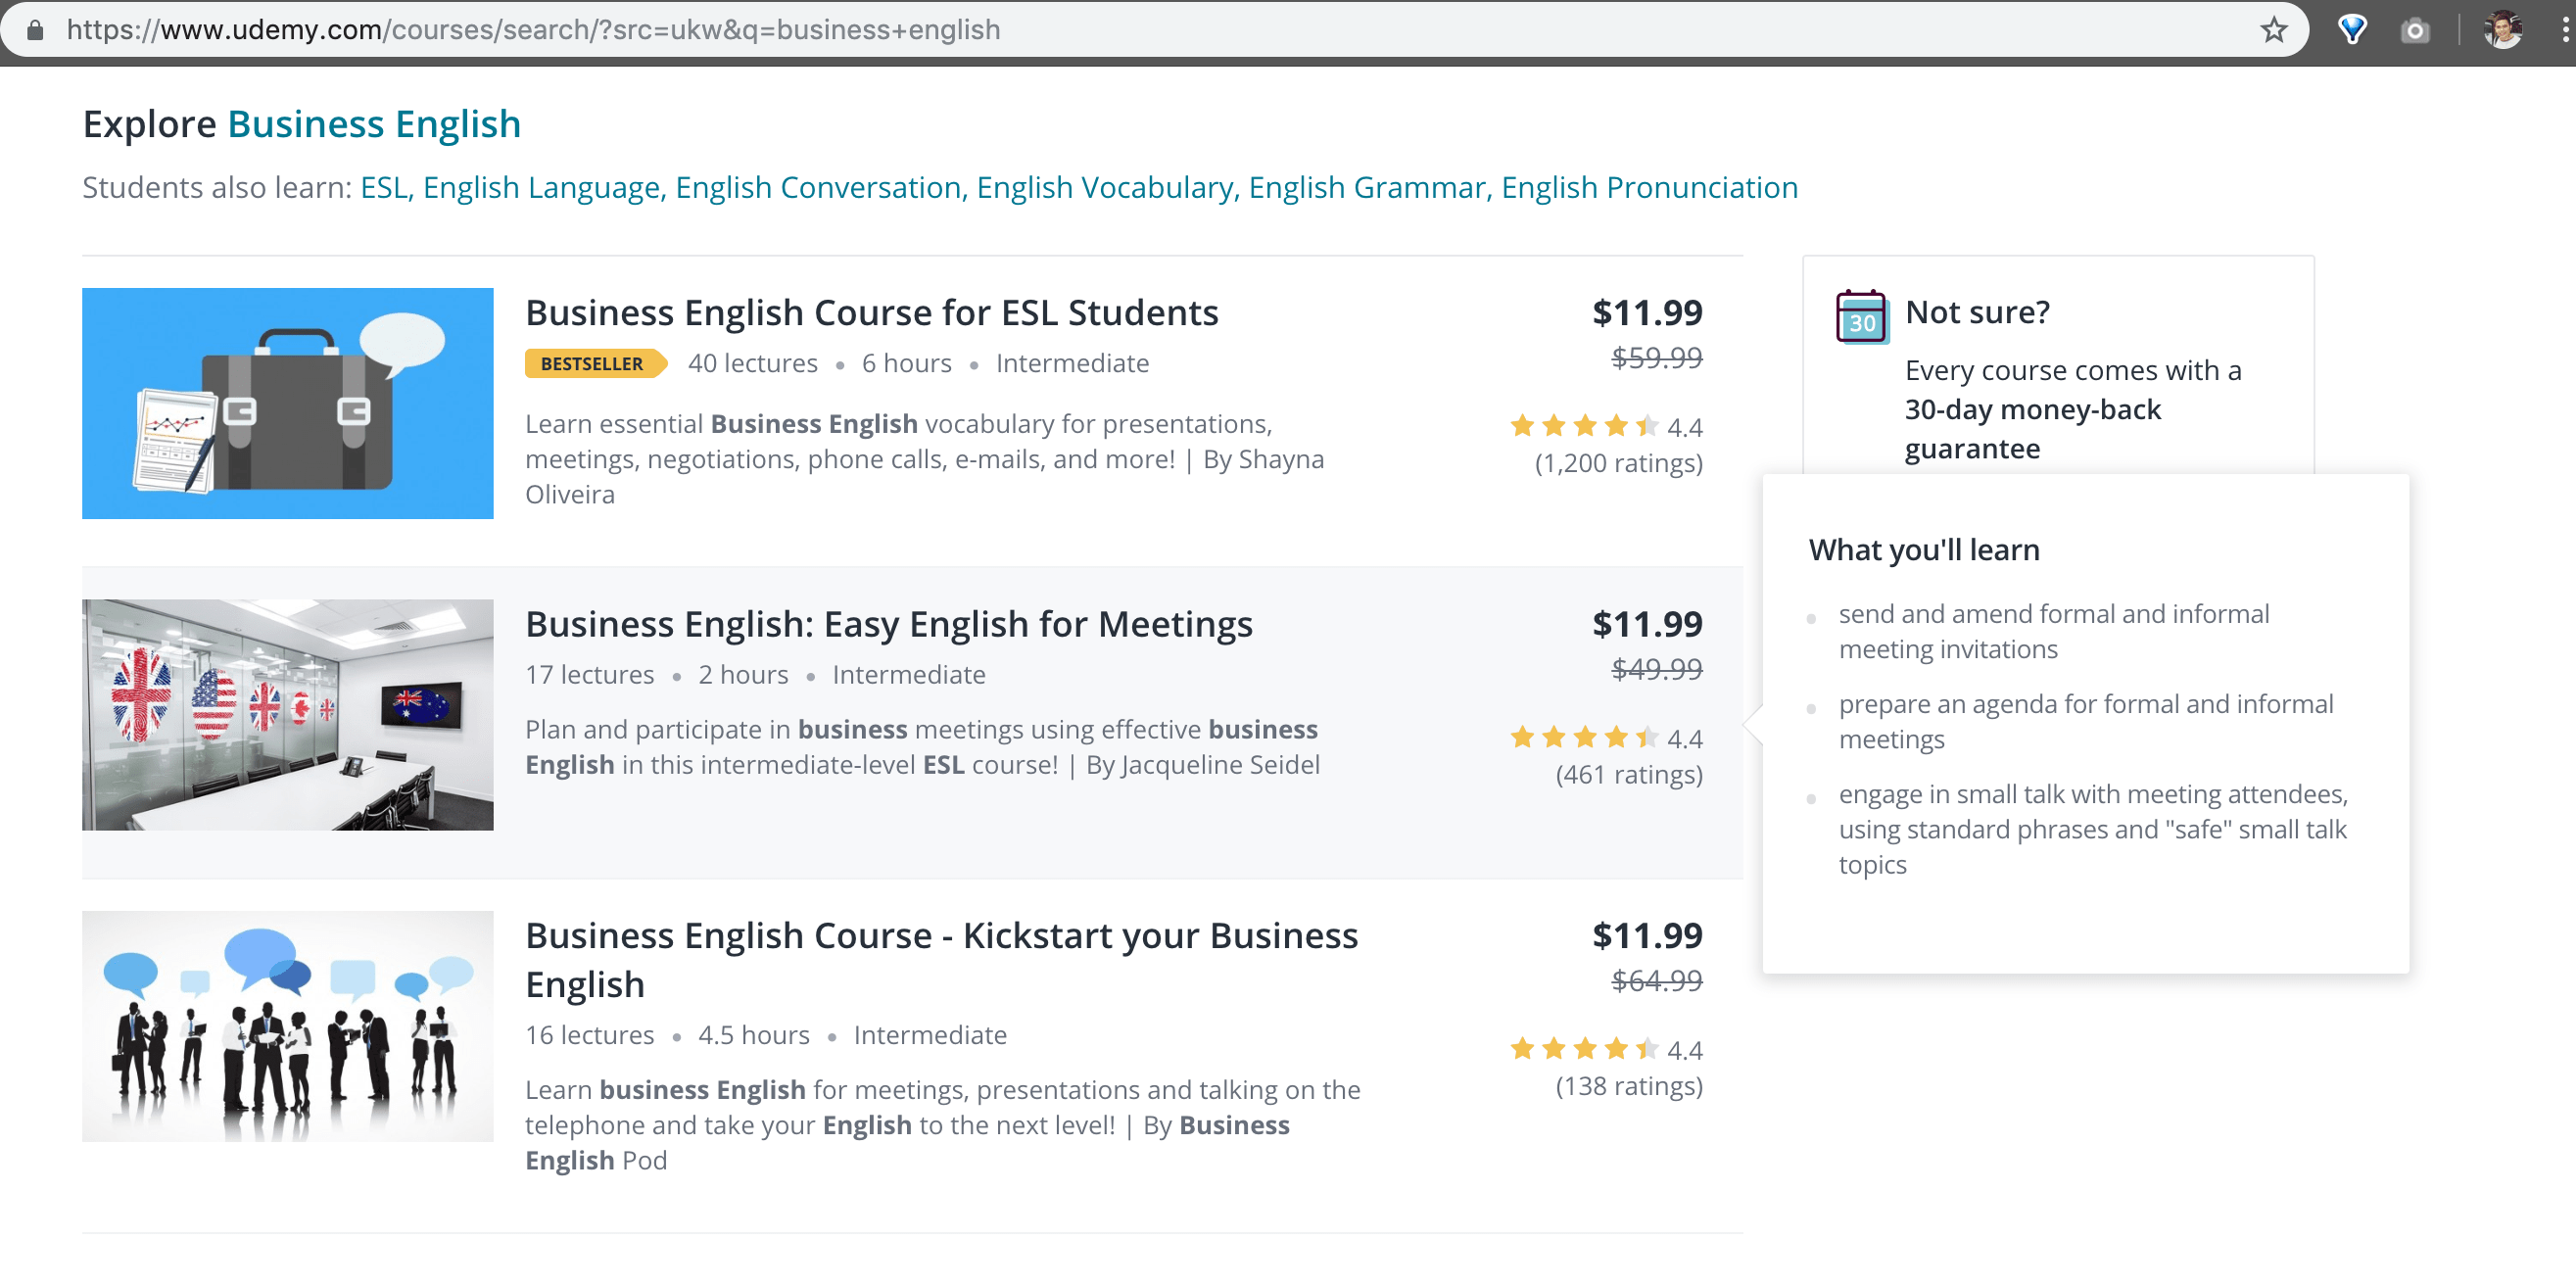 https://www.udemy.com/courses/search/?src=ukw&q=business+english
Explore Business English
Students also learn: ESL, English Language, English Conversation, English Vocabulary, English Grammar, English Pronunciation
Business English Course for ESL Students
BESTSELLER 40 lectures • 6 hours • Intermediate
Learn essential Business English vocabulary for presentations,
meetings, negotiations, phone calls, e-mails, and more! | By Shayna
Oliveira
$11.99
$59.99
4.4
(1,200 ratings)
Business English: Easy English for Meetings
17 lectures • 2 hours • Intermediate
Plan and participate in business meetings using effective business
English in this intermediate-level ESL course! | By Jacqueline Seidel
$11.99
$49.99
4.4
(461 ratings)
Business English Course - Kickstart your Business
English
16 lectures • 4.5 hours • Intermediate
Learn business English for meetings, presentations and talking on the
telephone and take your English to the next level! | By Business
English Pod
$11.99
$64.99
4.4
(138 ratings)
30
Not sure?
Every course comes with a
30-day money-back
guarantee
What you'll learn
• send and amend formal and informal
meeting invitations
• prepare an agenda for formal and informal
meetings
• engage in small talk with meeting attendees,
using standard phrases and "safe" small talk
topics